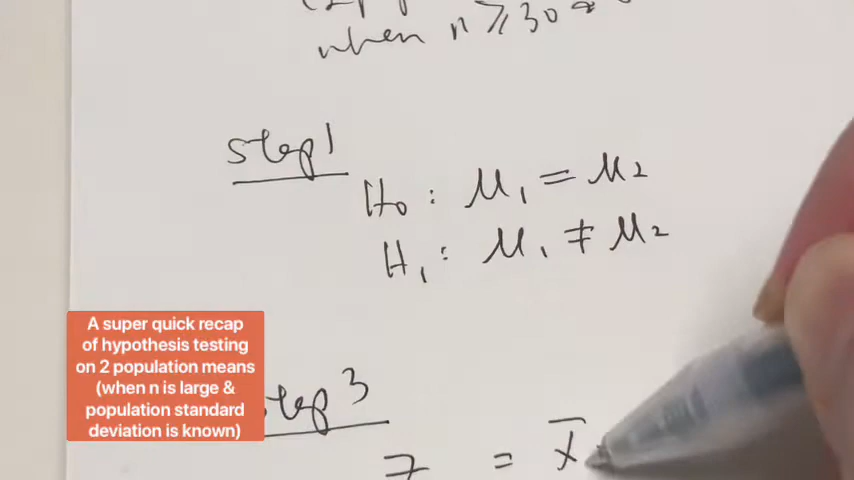 when n ≥ 30
Step 1
H₀ : μ₁ = μ₂
H₁ : μ₁ ≠ μ₂
A super quick recap
of hypothesis testing
on 2 population means
(when n is large &
population standard
deviation is known)
tep 3
Z = X̅